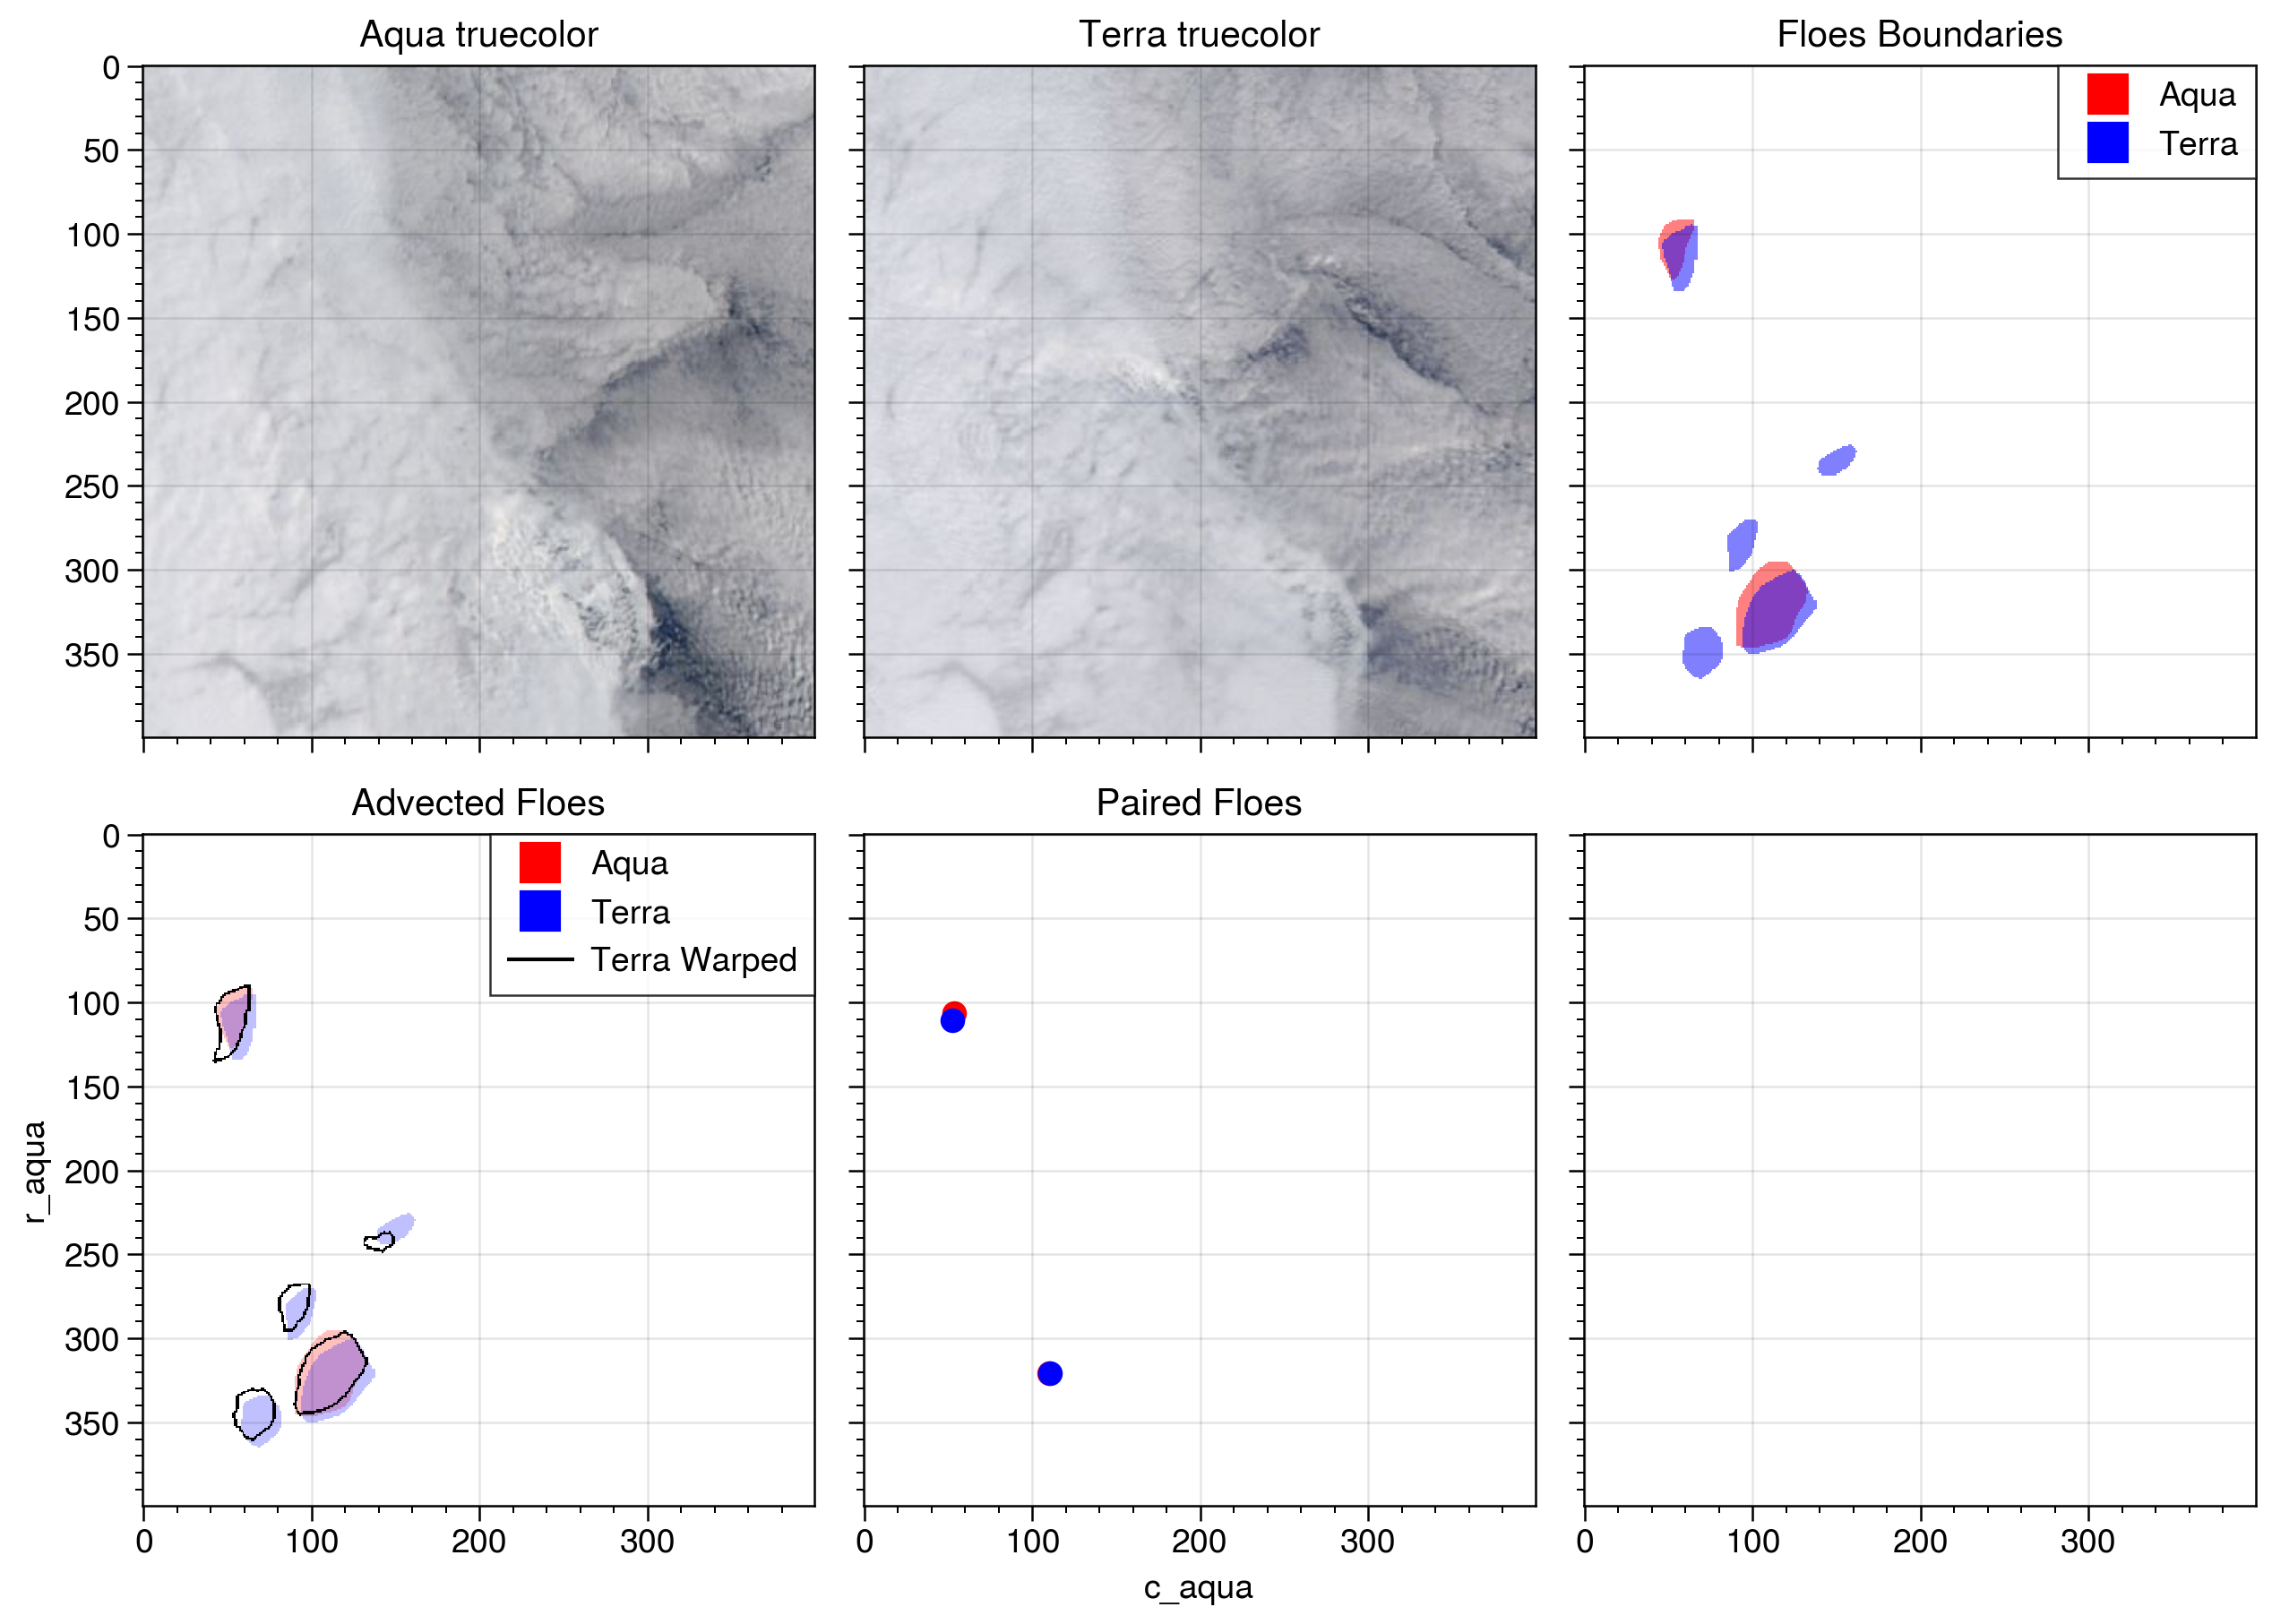 Aqua truecolor
Terra truecolor
Floes Boundaries
0
50
100
150
200
250
300
350
Aqua
Terra
Advected Floes
Paired Floes
0
50
100
150
200
250
300
350
r_aqua
Aqua
Terra
Terra Warped
0 100 200 300
0 100 200 300
0 100 200 300
c_aqua